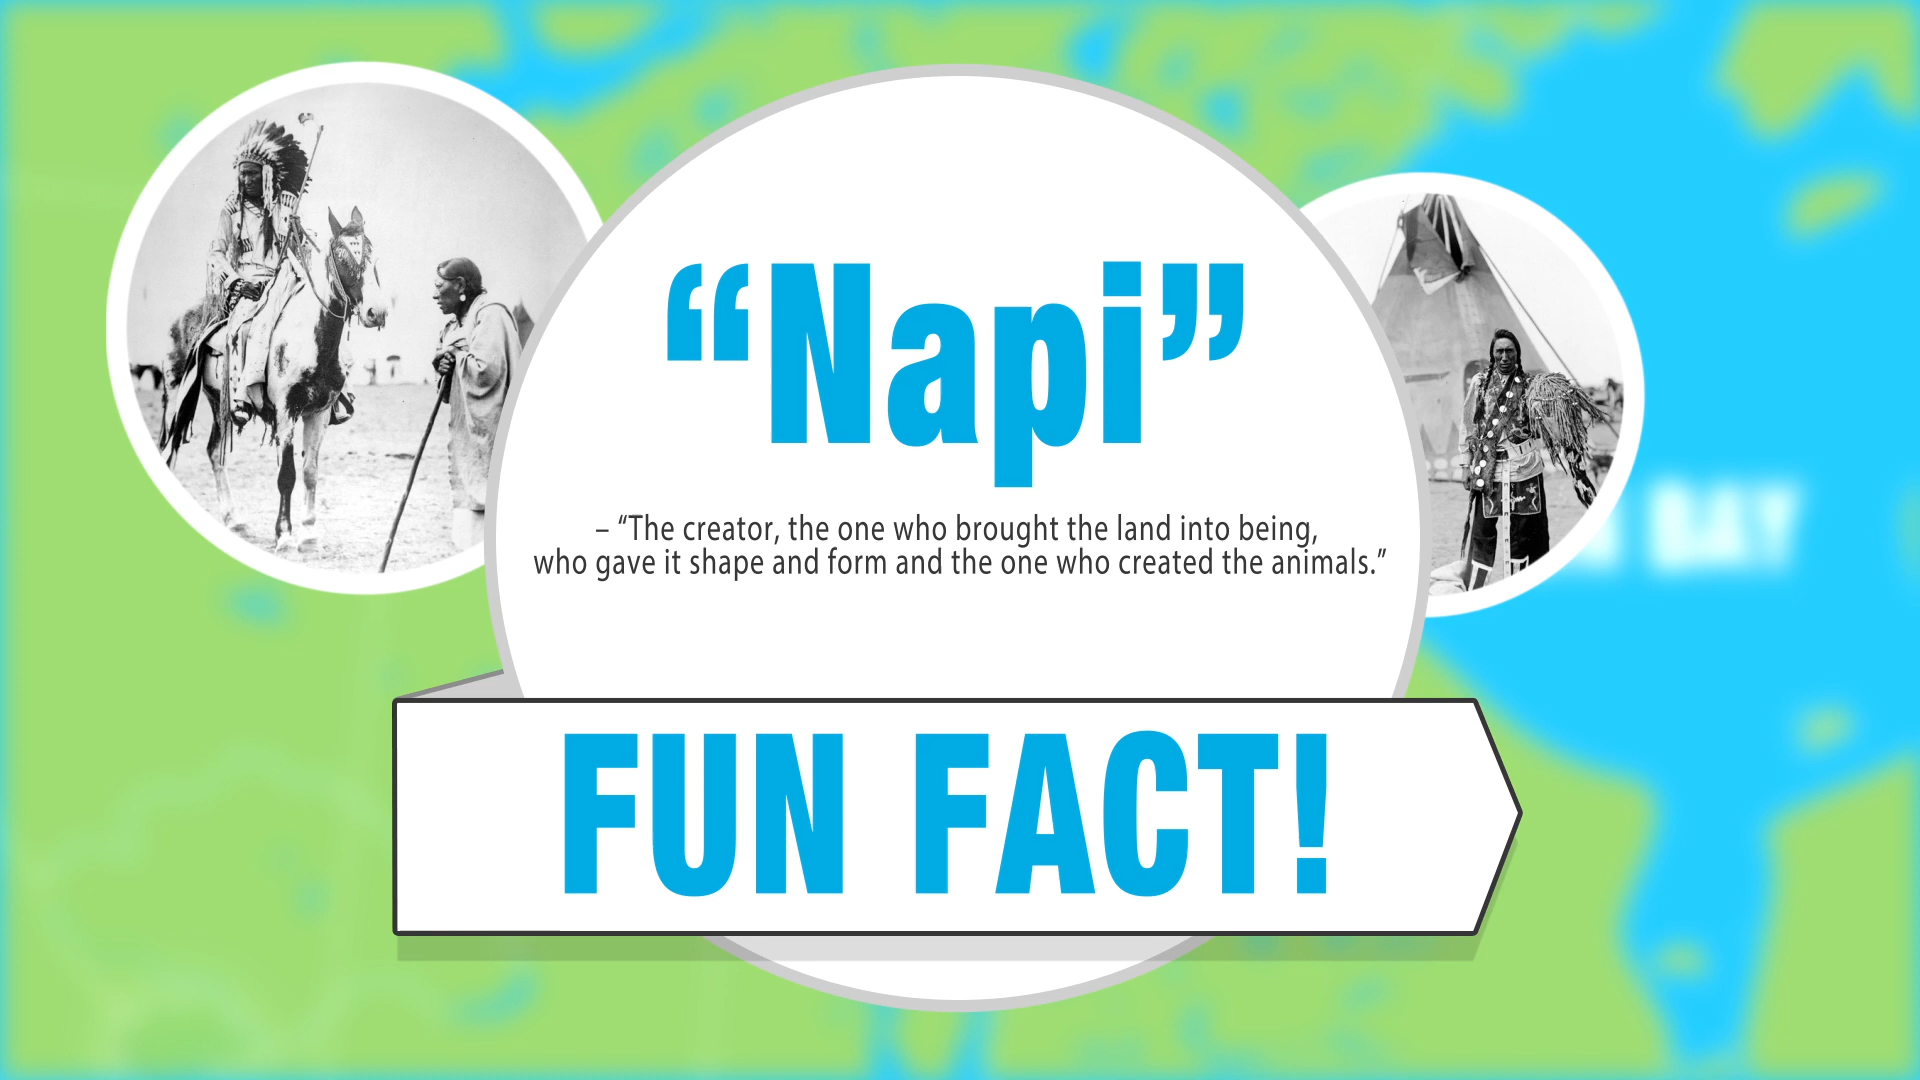 “Napi”
– “The creator, the one who brought the land into being,
who gave it shape and form and the one who created the animals.”
BAY
FUN FACT!